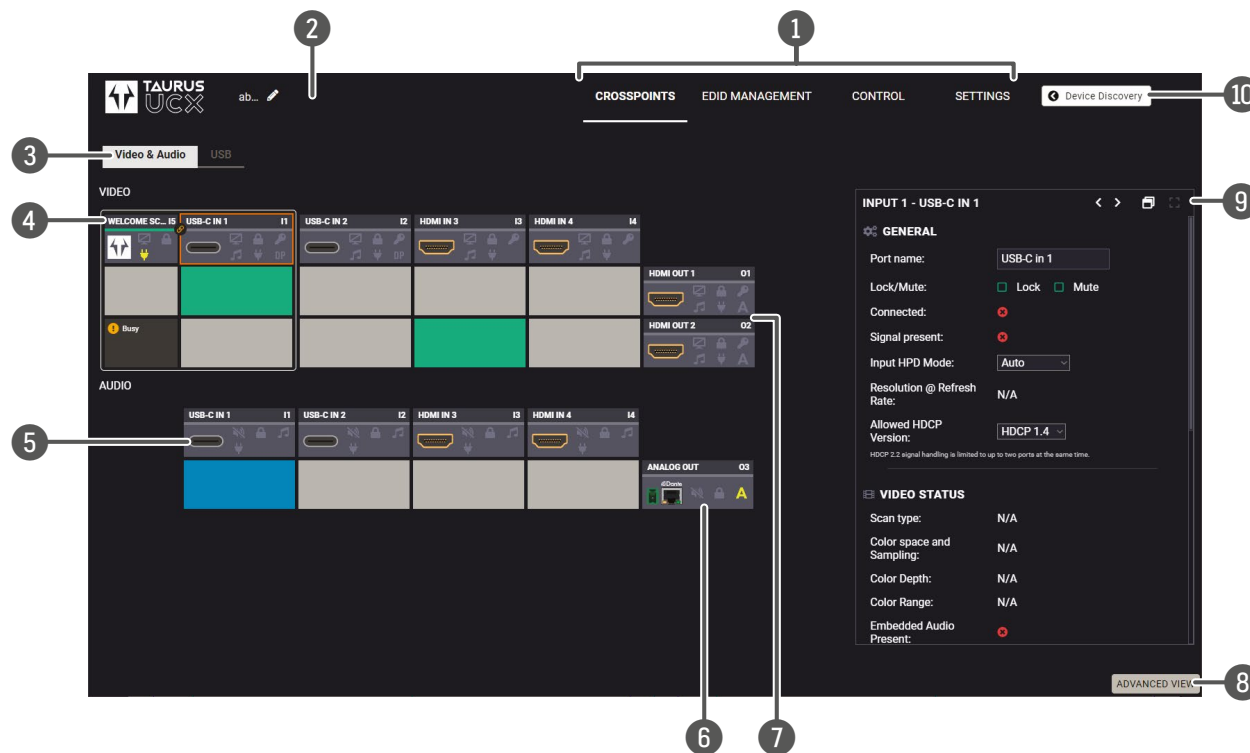 2
1
TAURUS
UCX
ab...
CROSSPOINTS
EDID MANAGEMENT
CONTROL
SETTINGS
Device Discovery
10
3
Video & Audio
USB
VIDEO
4
WELCOME SC... I5
USB-C IN 1 I1
USB-C IN 2 I2
HDMI IN 3 I3
HDMI IN 4 I4
DP
DP
HDMI OUT 1 O1
A
Busy
HDMI OUT 2 O2
A
AUDIO
5
USB-C IN 1 I1
USB-C IN 2 I2
HDMI IN 3 I3
HDMI IN 4 I4
ANALOG OUT O3
Dante
A
INPUT 1 - USB-C IN 1
9
GENERAL
Port name: USB-C in 1
Lock/Mute: Lock Mute
Connected:
Signal present:
Input HPD Mode: Auto
Resolution @ Refresh
Rate: N/A
Allowed HDCP
Version: HDCP 1.4
HDCP 2.2 signal handling is limited to up to two ports at the same time.
VIDEO STATUS
Scan type: N/A
Color space and
Sampling: N/A
Color Depth: N/A
Color Range: N/A
Embedded Audio
Present:
ADVANCED VIEW
8
6
7